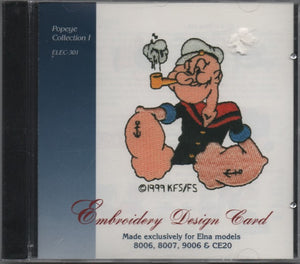 Popeye
Collection I
ELEC-301
©1999 KFS/FS
Embroidery Design Card
Made exclusively for Elna models
8006, 8007, 9006 & CE20